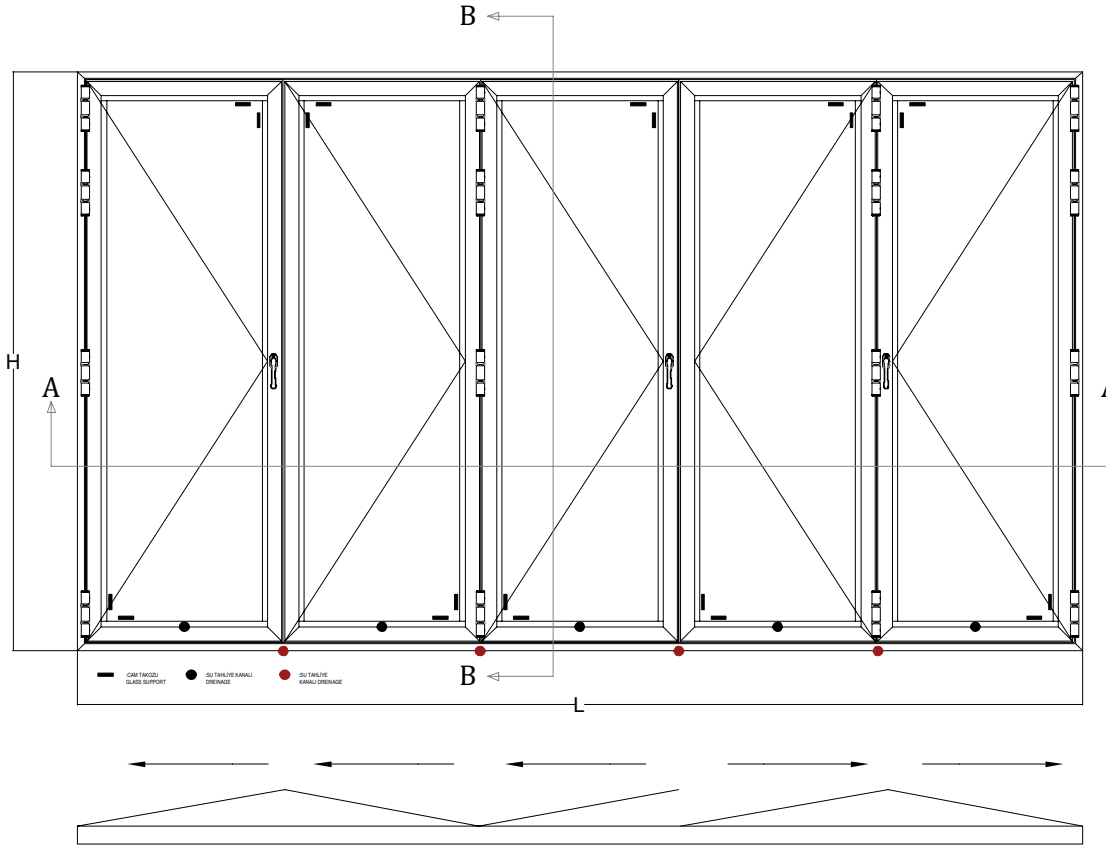 B
H
A
A
:CAM TAKOZU
GLASS SUPPORT
:SU TAHLİYE KANALI
DREINAGE
:SU TAHLİYE
KANALI DREINAGE
B
L